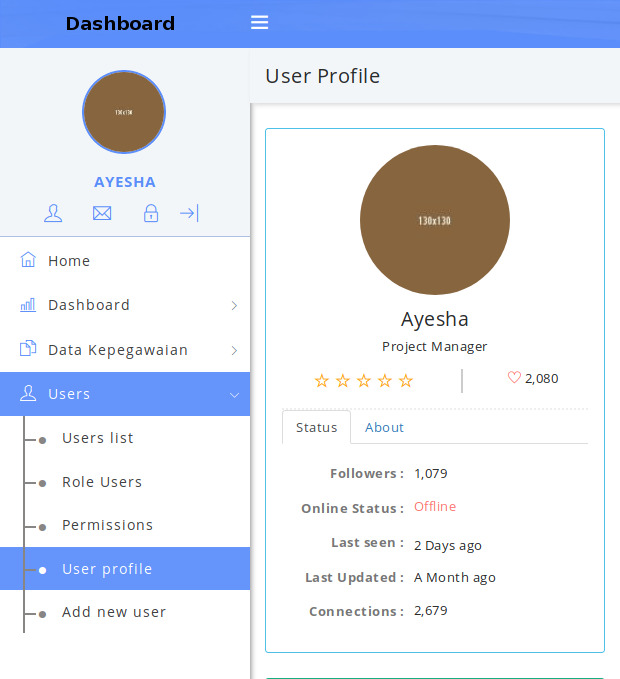 Dashboard
130x130
AYESHA
Home
Dashboard
Data Kepegawaian
Users
Users list
Role Users
Permissions
User profile
Add new user
User Profile
130x130
Ayesha
Project Manager
2,080
Status About
Followers : 1,079
Online Status : Offline
Last seen : 2 Days ago
Last Updated : A Month ago
Connections : 2,679